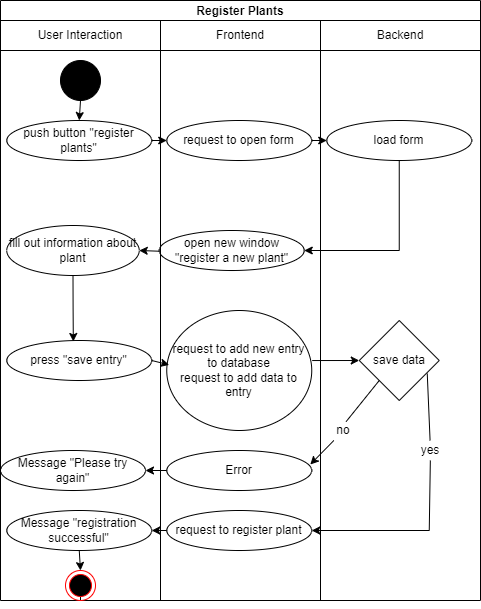 Register Plants
User Interaction
Frontend
Backend
push button "register
plants"
request to open form
load form
fill out information about
plant
open new window
"register a new plant"
press "save entry"
request to add new entry
to database
request to add data to
entry
save data
no
yes
Message "Please try
again"
Error
Message "registration
successful"
request to register plant